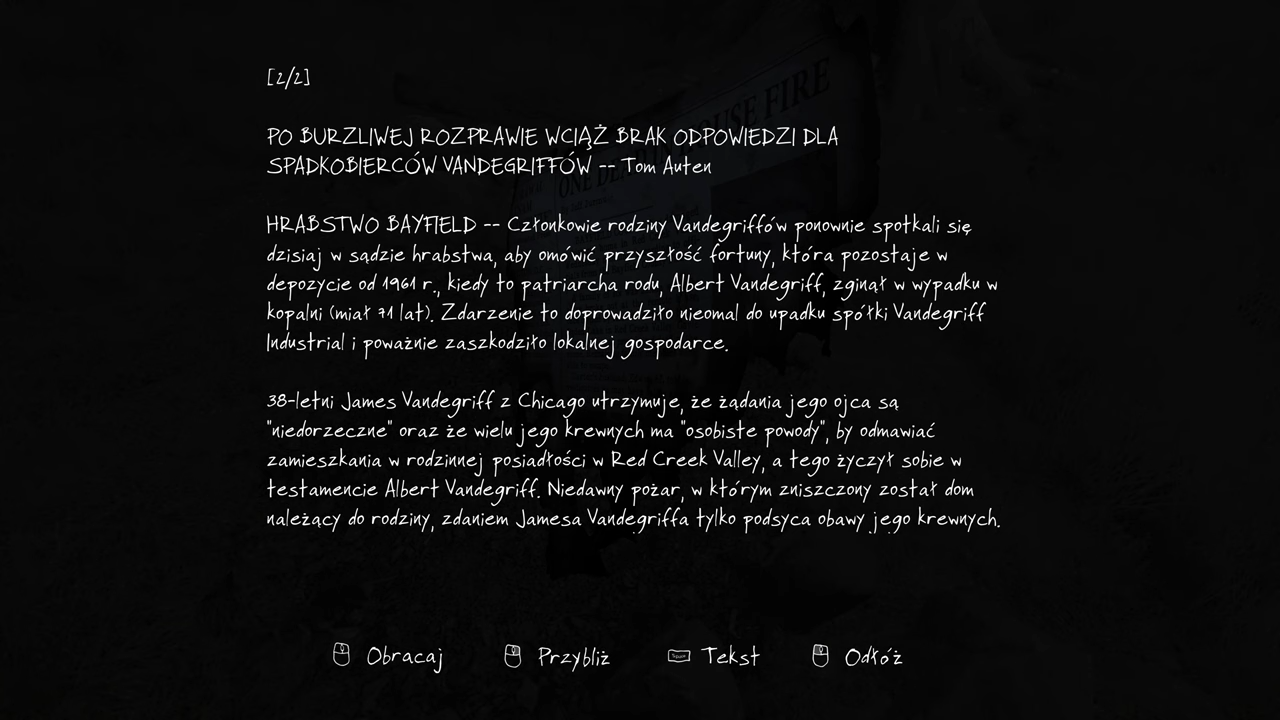 [2/2]
PO BURZLIWEJ ROZPRAWIE WCIĄŻ BRAK ODPOWIEDZI DLA
SPADKOBIERCÓW VANDEGRIFFÓW -- Tom Auten
HRABSTWO BAYFIELD -- Członkowie rodziny Vandegriffów ponownie spotkali się
dzisiaj w sądzie hrabstwa, aby omówić przyszłość fortuny, która pozostaje w
depozycie od 1961 r., kiedy to patriarcha rodu, Albert Vandegriff, zginął w wypadku w
kopalni (miał 71 lat). Zdarzenie to doprowadziło nieomal do upadku spółki Vandegriff
Industrial i poważnie zaszkodziło lokalnej gospodarce.
38-letni James Vandegriff z Chicago utrzymuje, że żądania jego ojca są
"niedorzeczne" oraz że wielu jego krewnych ma "osobiste powody", by odmawiać
zamieszkania w rodzinnej posiadłości w Red Creek Valley, a tego życzył sobie w
testamencie Albert Vandegriff. Niedawny pożar, w którym zniszczony został dom
należący do rodziny, zdaniem Jamesa Vandegriffa tylko podsyca obawy jego krewnych.
ONE DEAD IN HOUSE FIRE
Obracaj Przybliż Tekst Odłóż